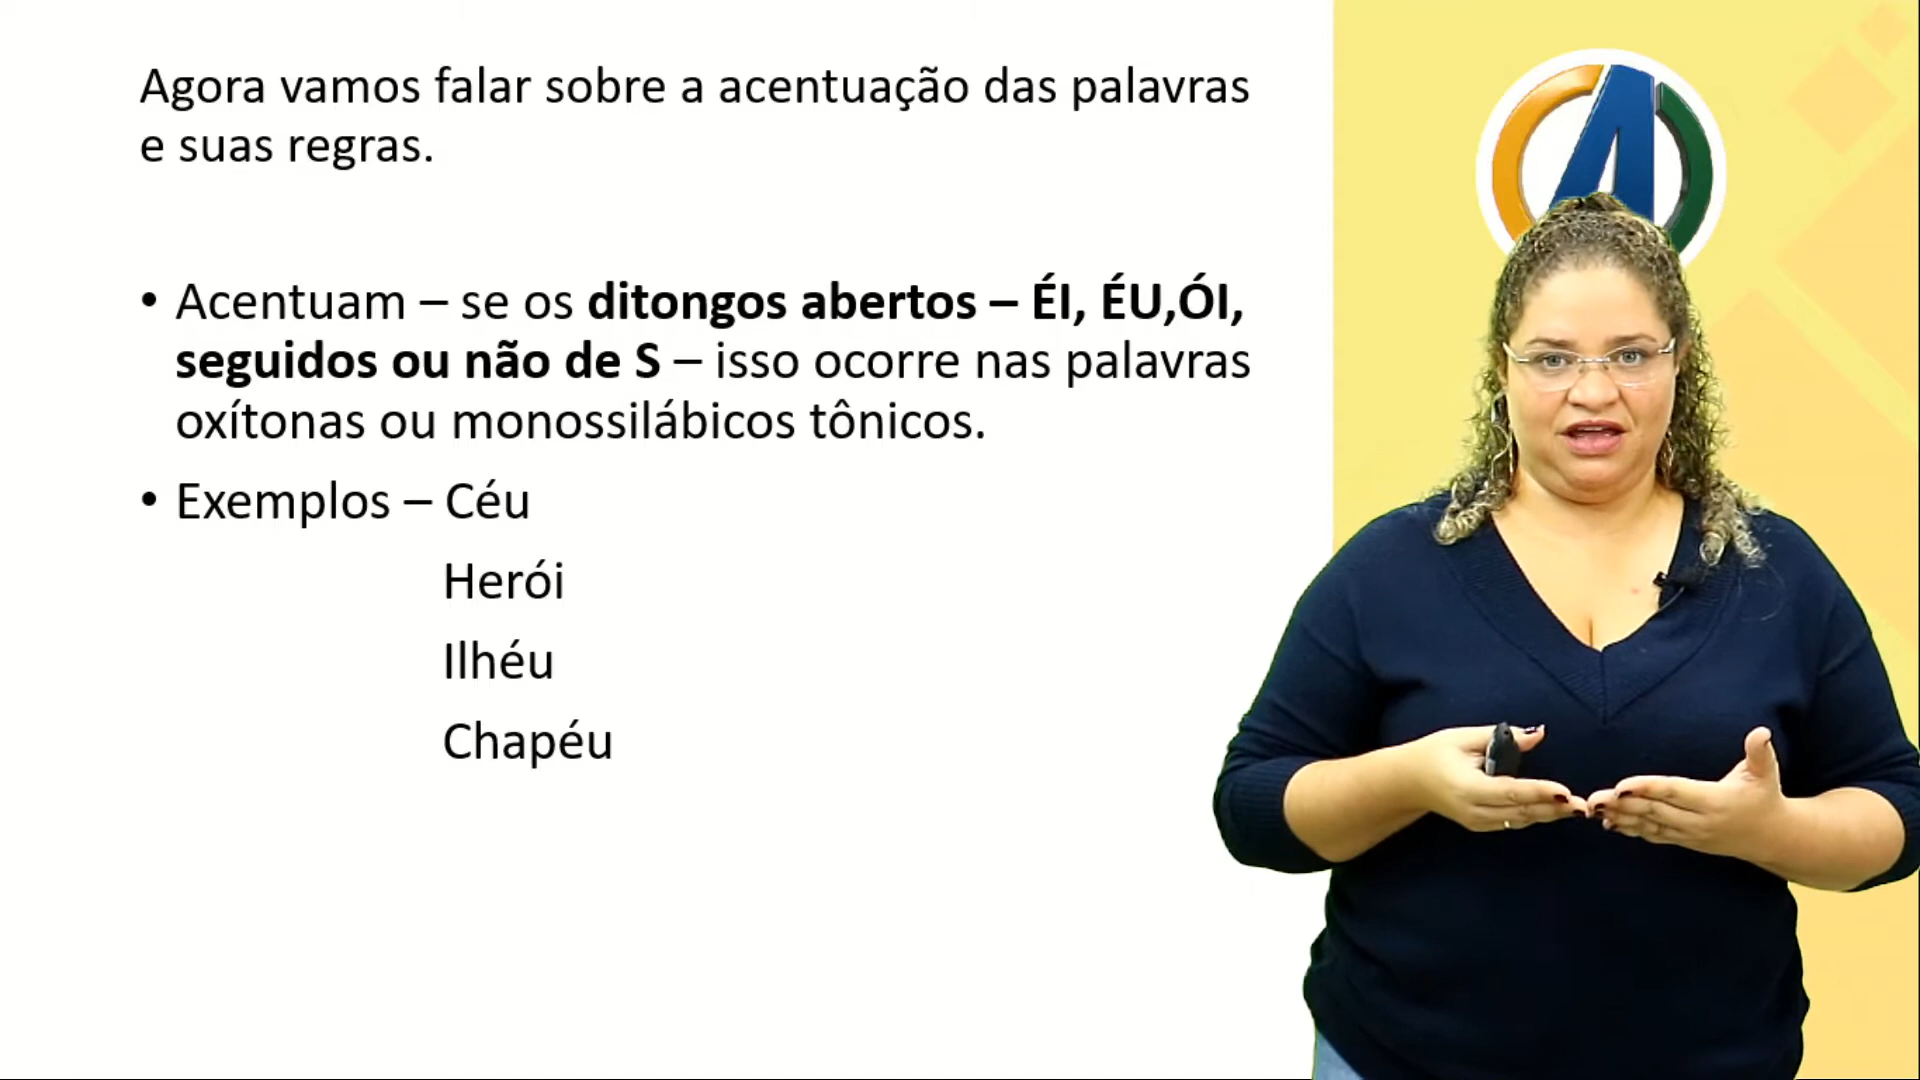 Agora vamos falar sobre a acentuação das palavras
e suas regras.
• Acentuam – se os ditongos abertos – ÉI, ÉU,ÓI,
seguidos ou não de S – isso ocorre nas palavras
oxítonas ou monossilábicos tônicos.
• Exemplos – Céu
Herói
Ilhéu
Chapéu